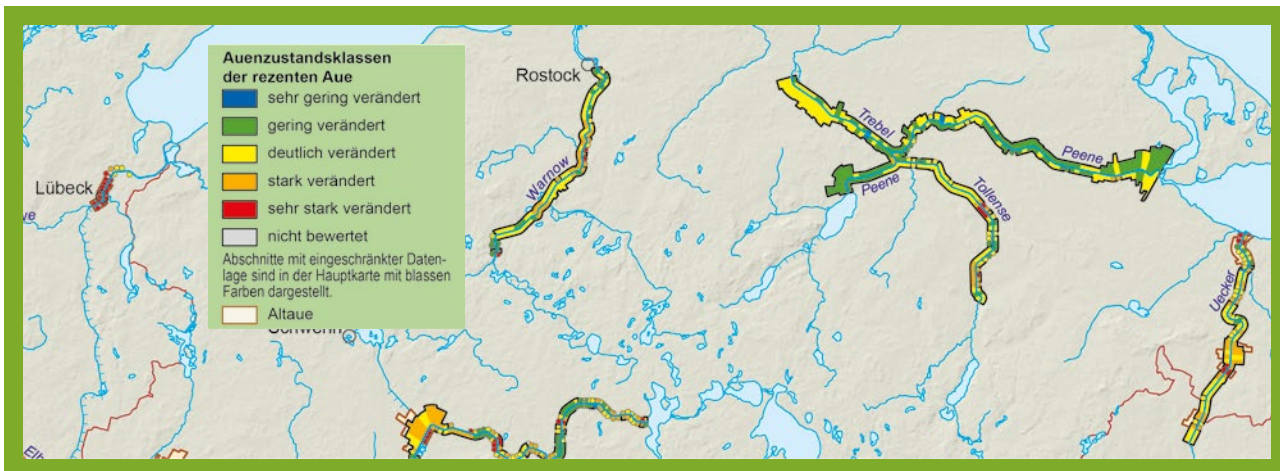 Auenzustandsklassen
der rezenten Aue
sehr gering verändert
gering verändert
deutlich verändert
stark verändert
sehr stark verändert
nicht bewertet
Abschnitte mit eingeschränkter Daten-
lage sind in der Hauptkarte mit blassen
Farben dargestellt.
Altaue
Rostock
Lübeck
Warnow
Trebel
Peene
Peene
Tollense
Uecker